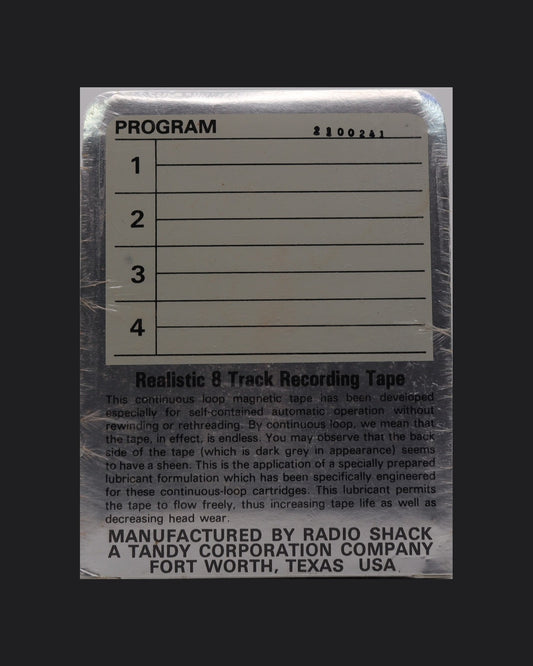 PROGRAM 2300241
1
2
3
4
Realistic 8 Track Recording Tape
This continuous loop magnetic tape has been developed
especially for self-contained automatic operation without
rewinding or rethreading. By continuous loop, we mean that
the tape, in effect, is endless. You may observe that the back
side of the tape (which is dark grey in appearance) seems
to have a sheen. This is the application of a specially prepared
lubricant formulation which has been specifically engineered
for these continuous-loop cartridges. This lubricant permits
the tape to flow freely, thus increasing tape life as well as
decreasing head wear.
MANUFACTURED BY RADIO SHACK
A TANDY CORPORATION COMPANY
FORT WORTH, TEXAS USA